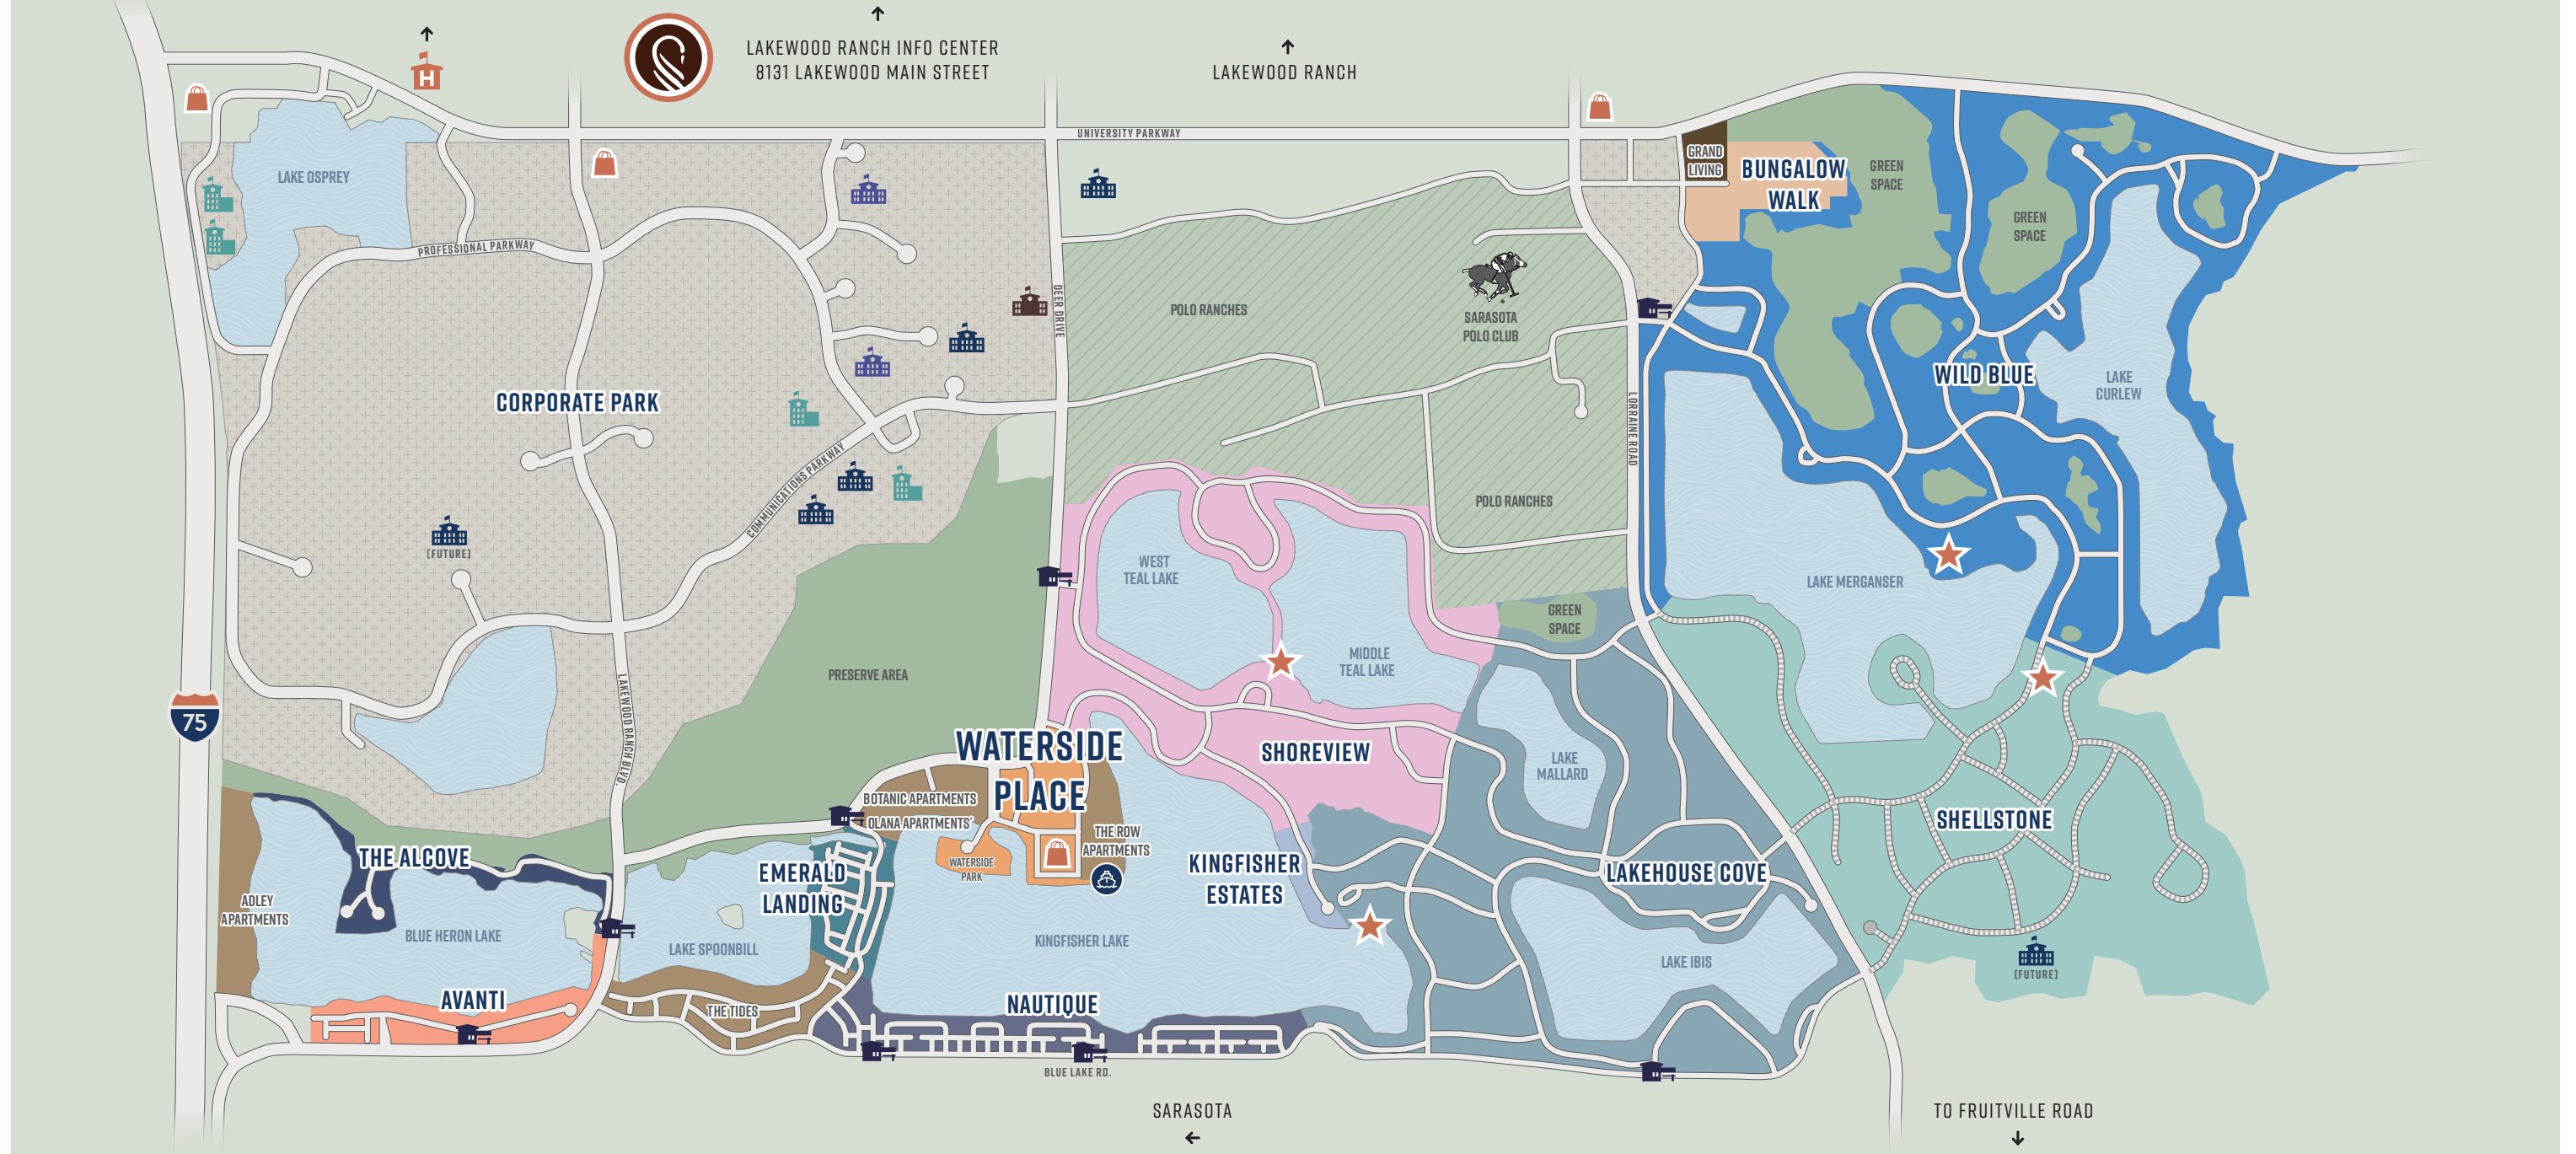 LAKEWOOD RANCH INFO CENTER
8131 LAKEWOOD MAIN STREET
LAKEWOOD RANCH
H
UNIVERSITY PARKWAY
LAKE OSPREY
PROFESSIONAL PARKWAY
GRAND
LIVING
BUNGALOW
WALK
GREEN
SPACE
GREEN
SPACE
DEER DRIVE
POLO RANCHES
SARASOTA
POLO CLUB
WILD BLUE
LAKE
CURLEW
CORPORATE PARK
LORRAINE ROAD
COMMUNICATIONS PARKWAY
POLO RANCHES
(FUTURE)
WEST
TEAL LAKE
LAKE MERGANSER
GREEN
SPACE
MIDDLE
TEAL LAKE
PRESERVE AREA
LAKEWOOD RANCH BLVD.
75
WATERSIDE
PLACE
SHOREVIEW
LAKE
MALLARD
BOTANIC APARTMENTS
OLANA APARTMENTS
THE ROW
APARTMENTS
SHELLSTONE
THE ALCOVE
WATERSIDE
PARK
EMERALD
LANDING
KINGFISHER
ESTATES
LAKEHOUSE COVE
ADLEY
APARTMENTS
BLUE HERON LAKE
LAKE SPOONBILL
KINGFISHER LAKE
LAKE IBIS
(FUTURE)
AVANTI
THE TIDES
NAUTIQUE
BLUE LAKE RD.
SARASOTA
TO FRUITVILLE ROAD